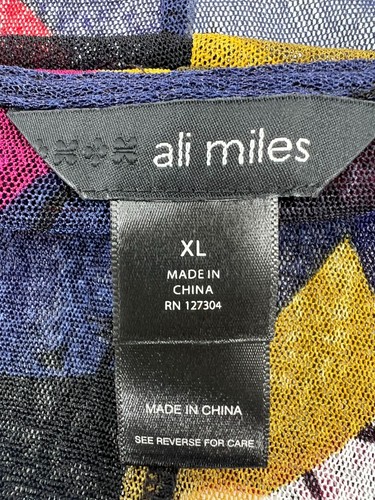 ali miles
XL
MADE IN
CHINA
RN 127304
MADE IN CHINA
SEE REVERSE FOR CARE